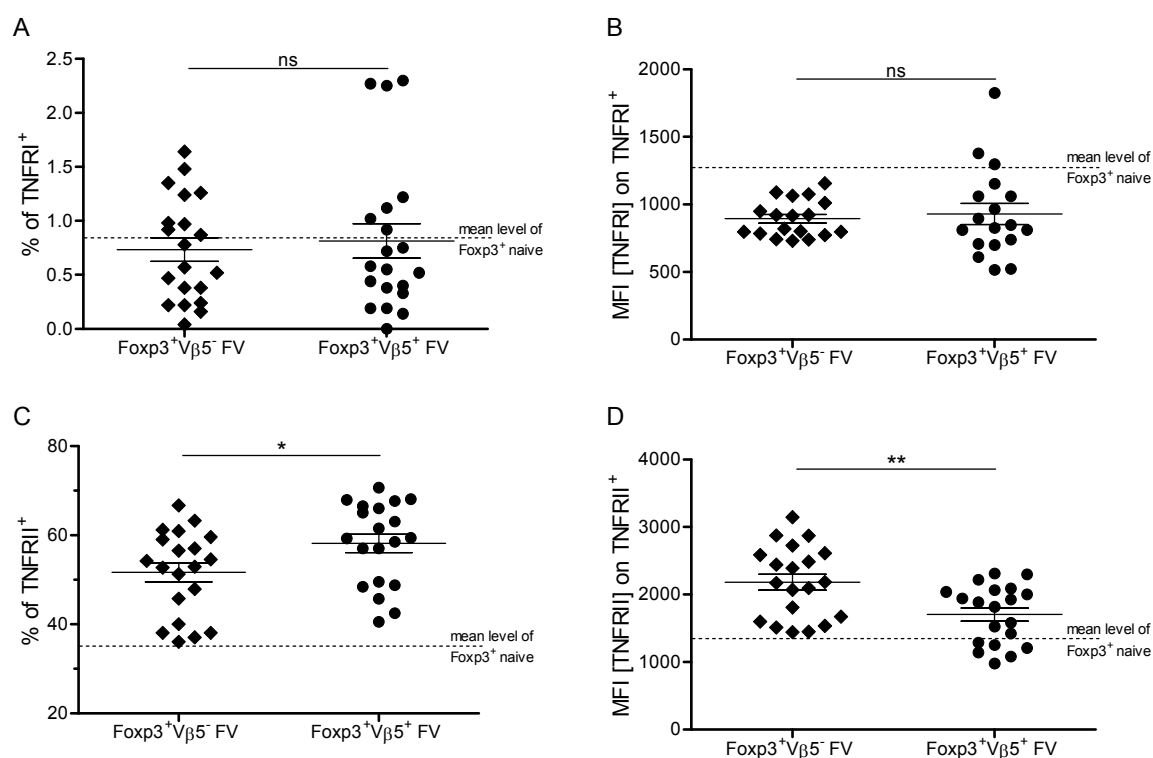 A
% of TNFRI⁺
2.5
2.0
1.5
1.0
0.5
0.0
ns
mean level of
Foxp3⁺ naive
Foxp3⁺Vβ5⁻ FV
Foxp3⁺Vβ5⁺ FV
B
MFI [TNFRI] on TNFRI⁺
2000
1500
1000
500
0
ns
mean level of
Foxp3⁺ naive
Foxp3⁺Vβ5⁻ FV
Foxp3⁺Vβ5⁺ FV
C
% of TNFRII⁺
80
60
40
20
*
mean level of
Foxp3⁺ naive
Foxp3⁺Vβ5⁻ FV
Foxp3⁺Vβ5⁺ FV
D
MFI [TNFRII] on TNFRII⁺
4000
3000
2000
1000
0
**
mean level of
Foxp3⁺ naive
Foxp3⁺Vβ5⁻ FV
Foxp3⁺Vβ5⁺ FV